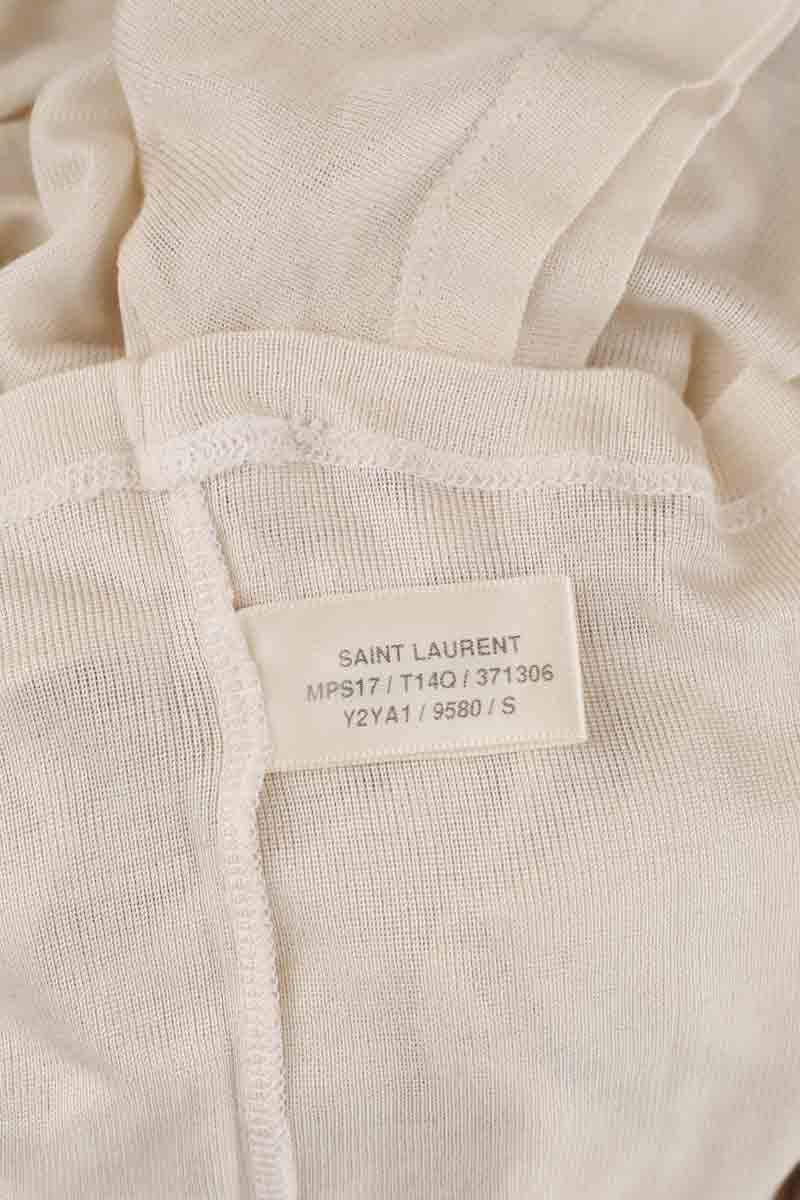 SAINT LAURENT
MPS17 / T14Q / 371306
Y2YA1 / 9580 / S